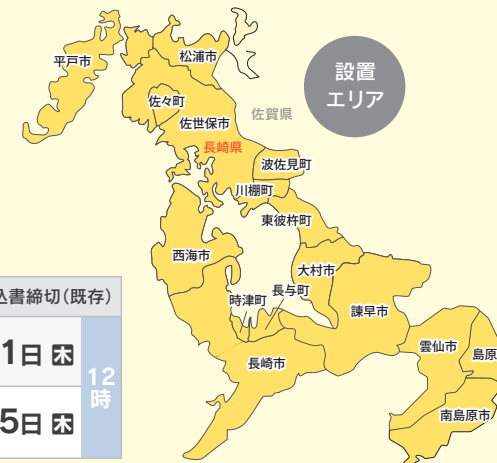 設置
エリア
平戸市
松浦市
佐々町
佐世保市
佐賀県
長崎県
波佐見町
川棚町
東彼杵町
西海市
大村市
時津町
長与町
諫早市
長崎市
雲仙市
島原
南島原市
込書締切(既存)
1日 木
5日 木
12
時